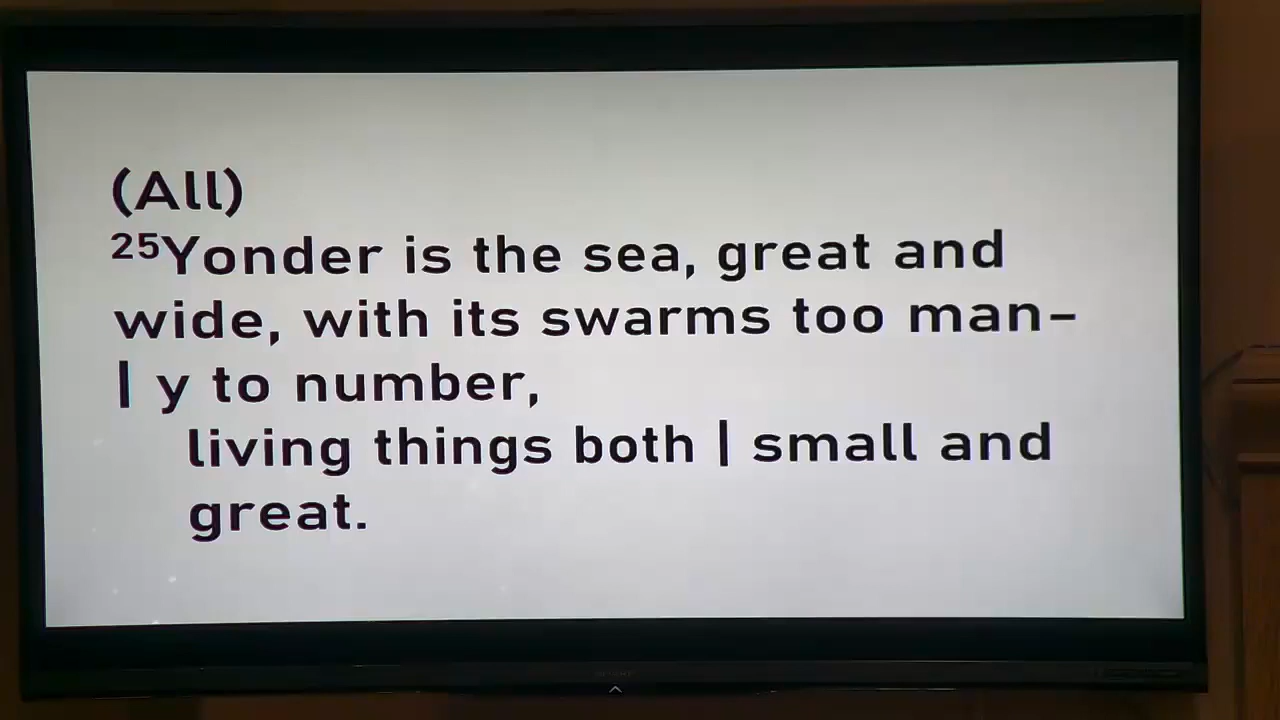 (All)
25Yonder is the sea, great and
wide, with its swarms too man-
| y to number,
living things both | small and
great.